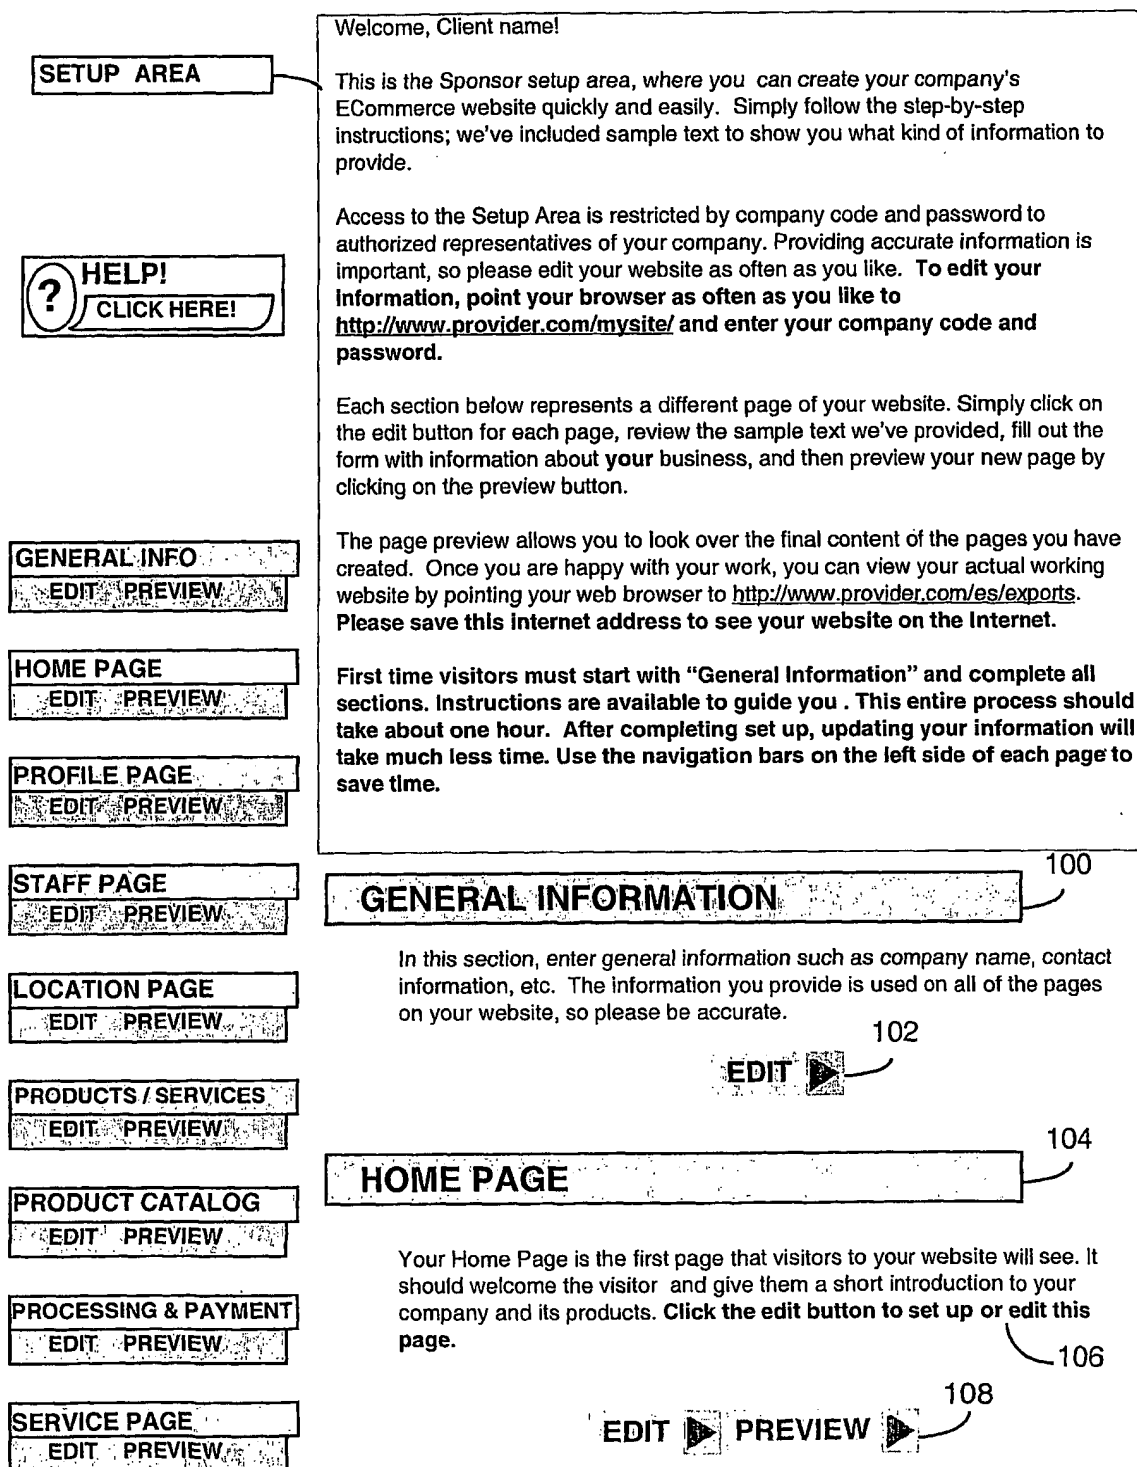 Welcome, Client name!
SETUP AREA
This is the Sponsor setup area, where you can create your company's
ECommerce website quickly and easily. Simply follow the step-by-step
instructions; we've included sample text to show you what kind of information to
provide.
Access to the Setup Area is restricted by company code and password to
authorized representatives of your company. Providing accurate information is
important, so please edit your website as often as you like. To edit your
Information, point your browser as often as you like to
http://www.provider.com/mysite/ and enter your company code and
password.
?
HELP!
CLICK HERE!
Each section below represents a different page of your website. Simply click on
the edit button for each page, review the sample text we've provided, fill out the
form with information about your business, and then preview your new page by
clicking on the preview button.
The page preview allows you to look over the final content of the pages you have
created. Once you are happy with your work, you can view your actual working
website by pointing your web browser to http://www.provider.com/es/exports.
Please save this internet address to see your website on the Internet.
First time visitors must start with "General Information" and complete all
sections. Instructions are available to guide you . This entire process should
take about one hour. After completing set up, updating your information will
take much less time. Use the navigation bars on the left side of each page to
save time.
GENERAL INFO
EDIT PREVIEW
HOME PAGE
EDIT PREVIEW
PROFILE PAGE
EDIT PREVIEW
STAFF PAGE
EDIT PREVIEW
LOCATION PAGE
EDIT PREVIEW
PRODUCTS / SERVICES
EDIT PREVIEW
PRODUCT CATALOG
EDIT PREVIEW
PROCESSING & PAYMENT
EDIT PREVIEW
SERVICE PAGE
EDIT PREVIEW
100
GENERAL INFORMATION
In this section, enter general information such as company name, contact
information, etc. The information you provide is used on all of the pages
on your website, so please be accurate.
102
EDIT
104
HOME PAGE
Your Home Page is the first page that visitors to your website will see. It
should welcome the visitor and give them a short introduction to your
company and its products. Click the edit button to set up or edit this
page.
106
108
EDIT PREVIEW